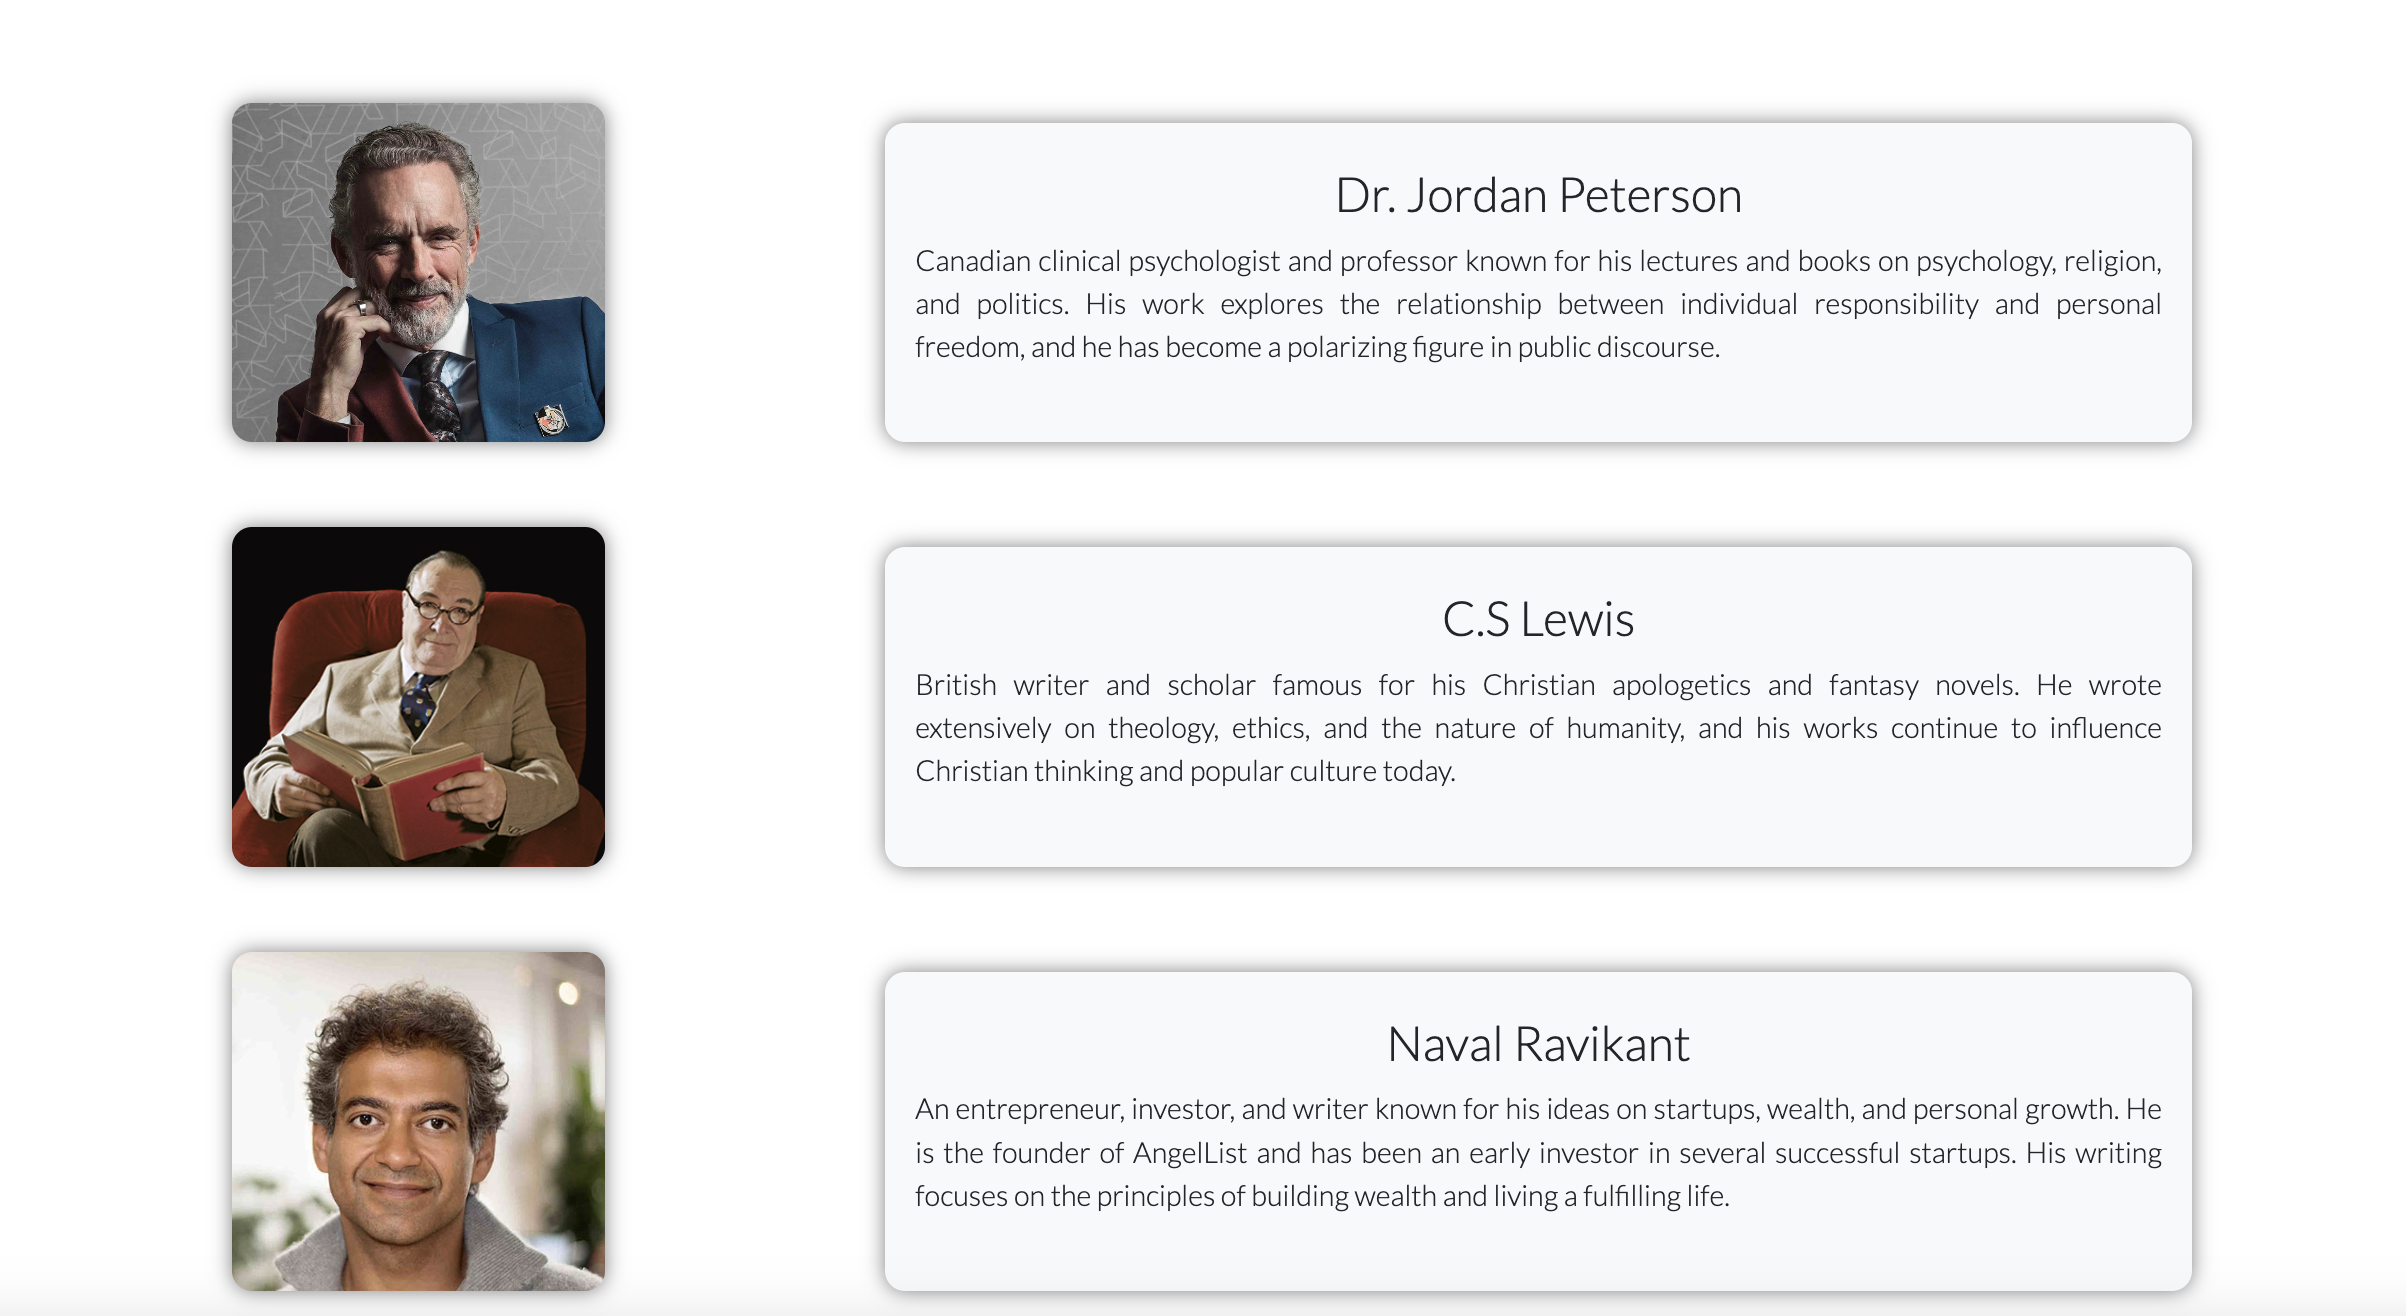 Dr. Jordan Peterson
Canadian clinical psychologist and professor known for his lectures and books on psychology, religion,
and politics. His work explores the relationship between individual responsibility and personal
freedom, and he has become a polarizing figure in public discourse.
C.S Lewis
British writer and scholar famous for his Christian apologetics and fantasy novels. He wrote
extensively on theology, ethics, and the nature of humanity, and his works continue to influence
Christian thinking and popular culture today.
Naval Ravikant
An entrepreneur, investor, and writer known for his ideas on startups, wealth, and personal growth. He
is the founder of AngelList and has been an early investor in several successful startups. His writing
focuses on the principles of building wealth and living a fulfilling life.